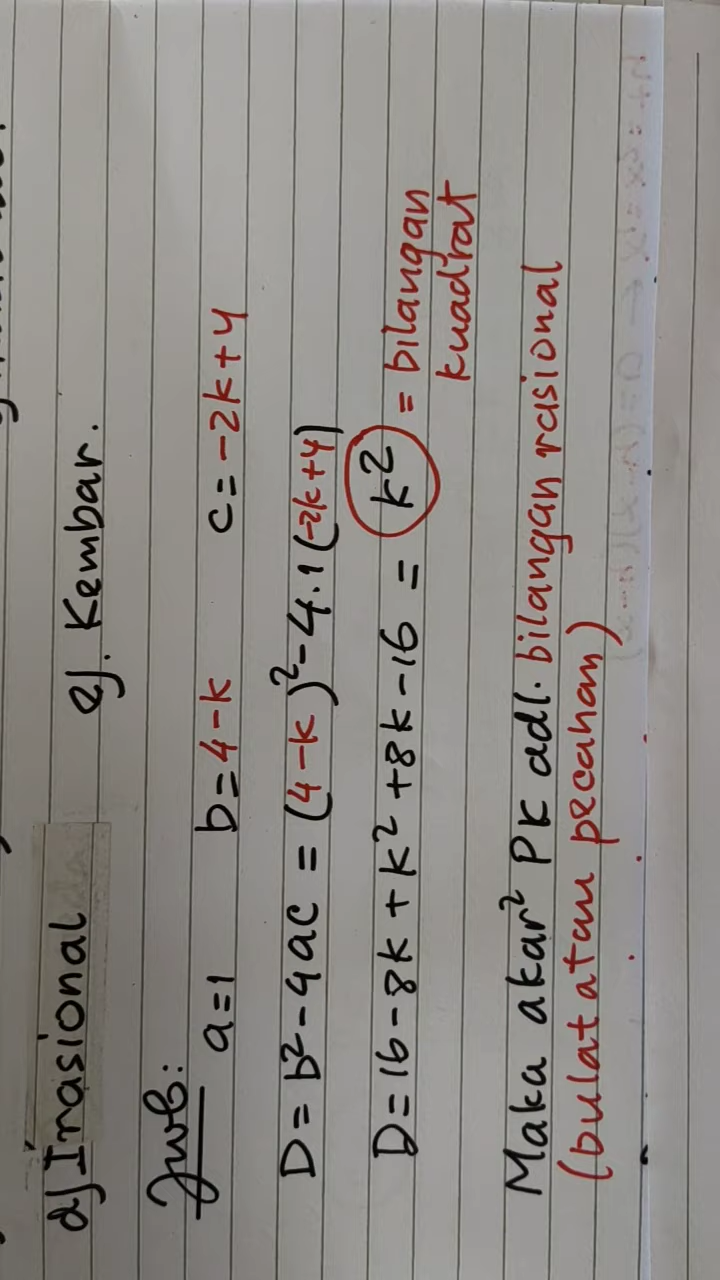 d) Irrasional e). Kembar.
Jwb:
a=1 b=4-k c=-2k+4
D=b²-4ac=(4-k)²-4.1(-2k+4)
D=16-8k+k²+8k-16=k²=bilangan
kuadrat
Maka akar² PK adl. bilangan rasional
(bulat atau pecahan)